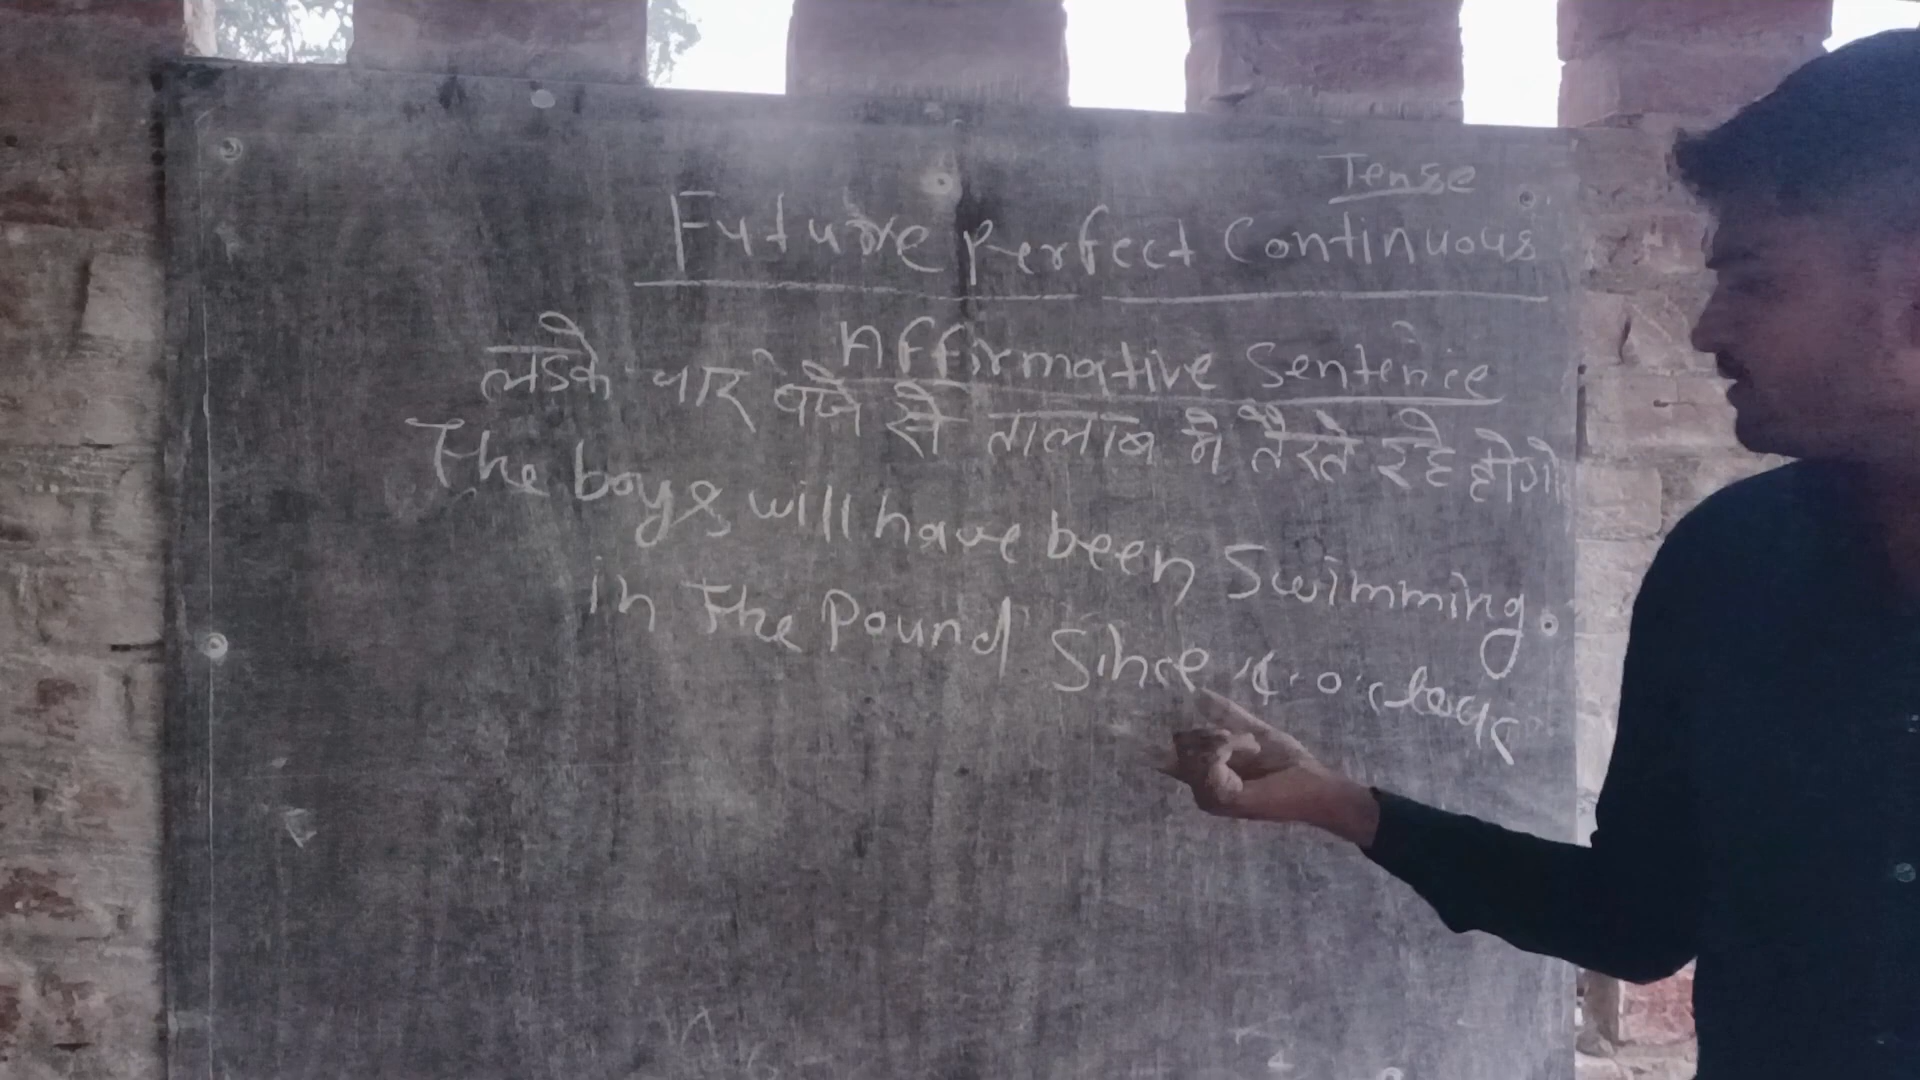 Tense
Future Perfect Continuous
Affirmative Sentence
लडके चार बजे से तालाब मे तैरते रहे होगे
The boys will have been Swimming.
in The Pound Since 4 o'clock